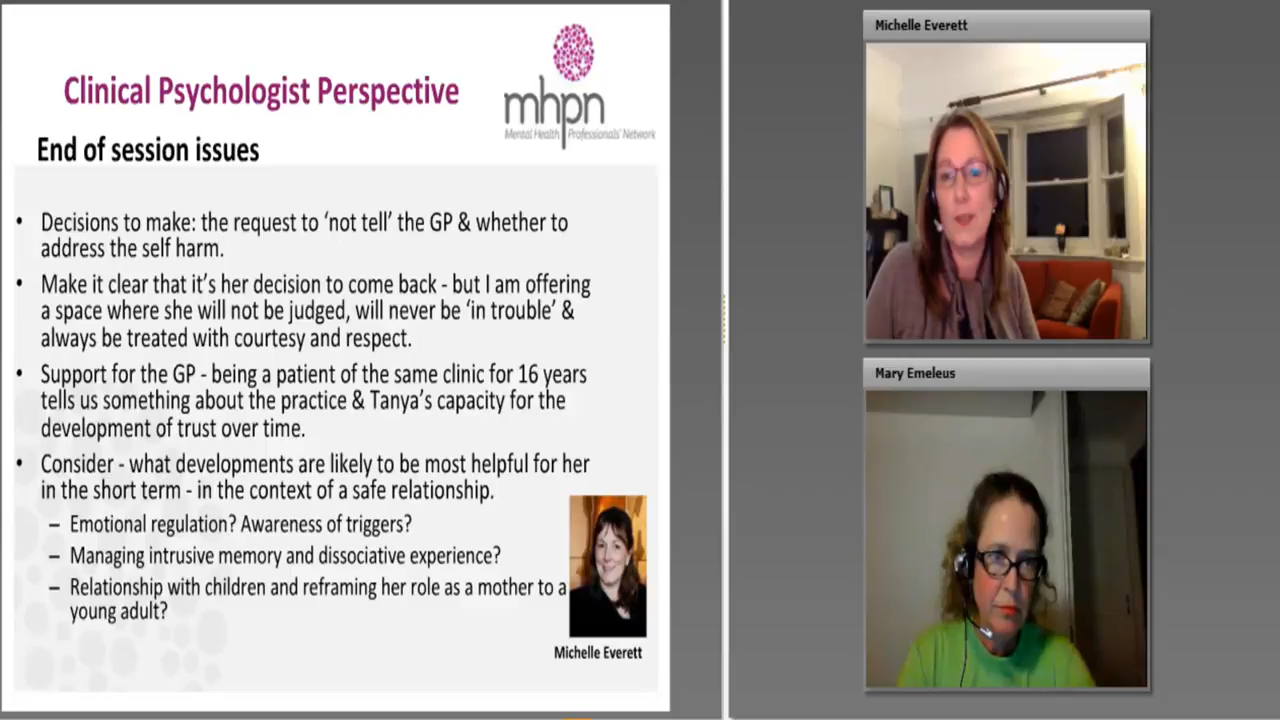 Clinical Psychologist Perspective
mhpn
Mental Health Professionals' Network
End of session issues
• Decisions to make: the request to ‘not tell’ the GP & whether to
address the self harm.
• Make it clear that it’s her decision to come back - but I am offering
a space where she will not be judged, will never be ‘in trouble’ &
always be treated with courtesy and respect.
• Support for the GP - being a patient of the same clinic for 16 years
tells us something about the practice & Tanya’s capacity for the
development of trust over time.
• Consider - what developments are likely to be most helpful for her
in the short term - in the context of a safe relationship.
– Emotional regulation? Awareness of triggers?
– Managing intrusive memory and dissociative experience?
– Relationship with children and reframing her role as a mother to a
young adult?
Michelle Everett
Michelle Everett
Mary Emeleus